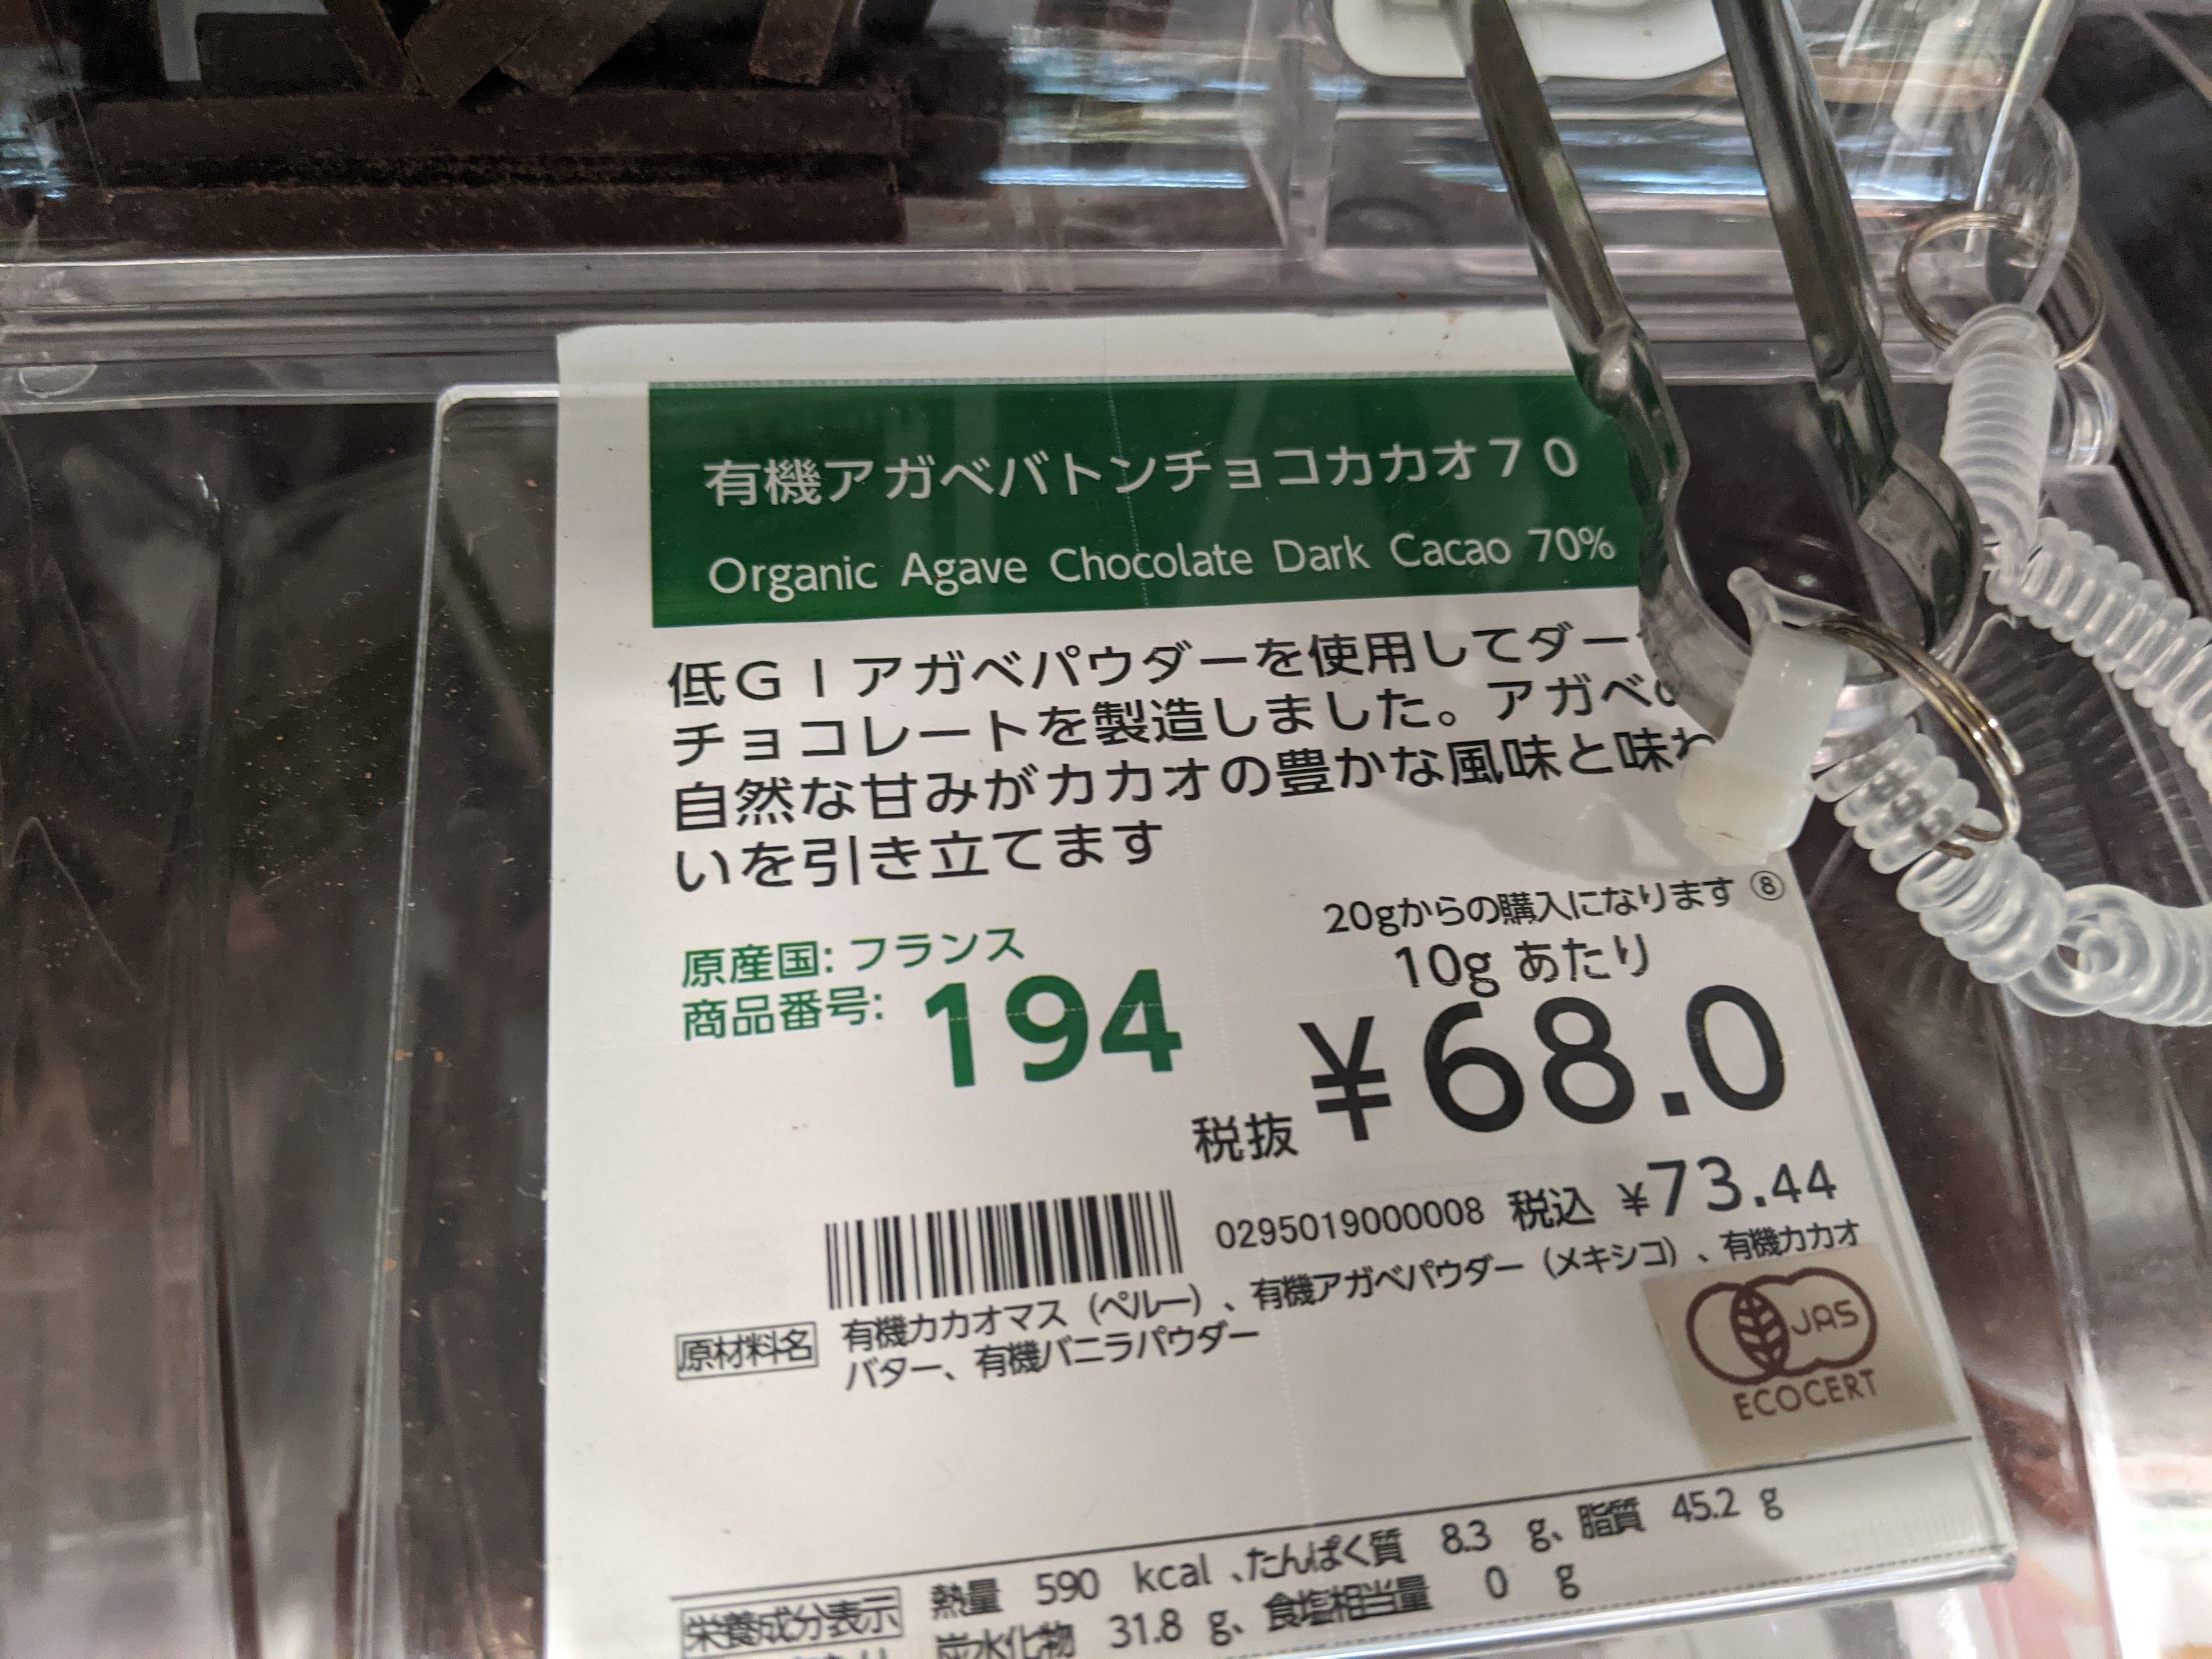 有機アガベバトンチョコカカオ７０
Organic Agave Chocolate Dark Cacao 70%
低ＧＩアガベパウダーを使用してダー
チョコレートを製造しました。アガベ
自然な甘みがカカオの豊かな風味と味わ
いを引き立てます
20gからの購入になります ⑧
原産国: フランス
10g あたり
商品番号: 194
税抜 ¥68.0
0295019000008 税込 ¥73.44
原材料名 有機カカオマス（ペルー）、有機アガベパウダー（メキシコ）、有機カカオ
バター、有機バニラパウダー
JAS
ECOCERT
栄養成分表示 熱量 590 kcal 、たんぱく質 8.3 g、脂質 45.2 g
炭水化物 31.8 g、食塩相当量 0 g